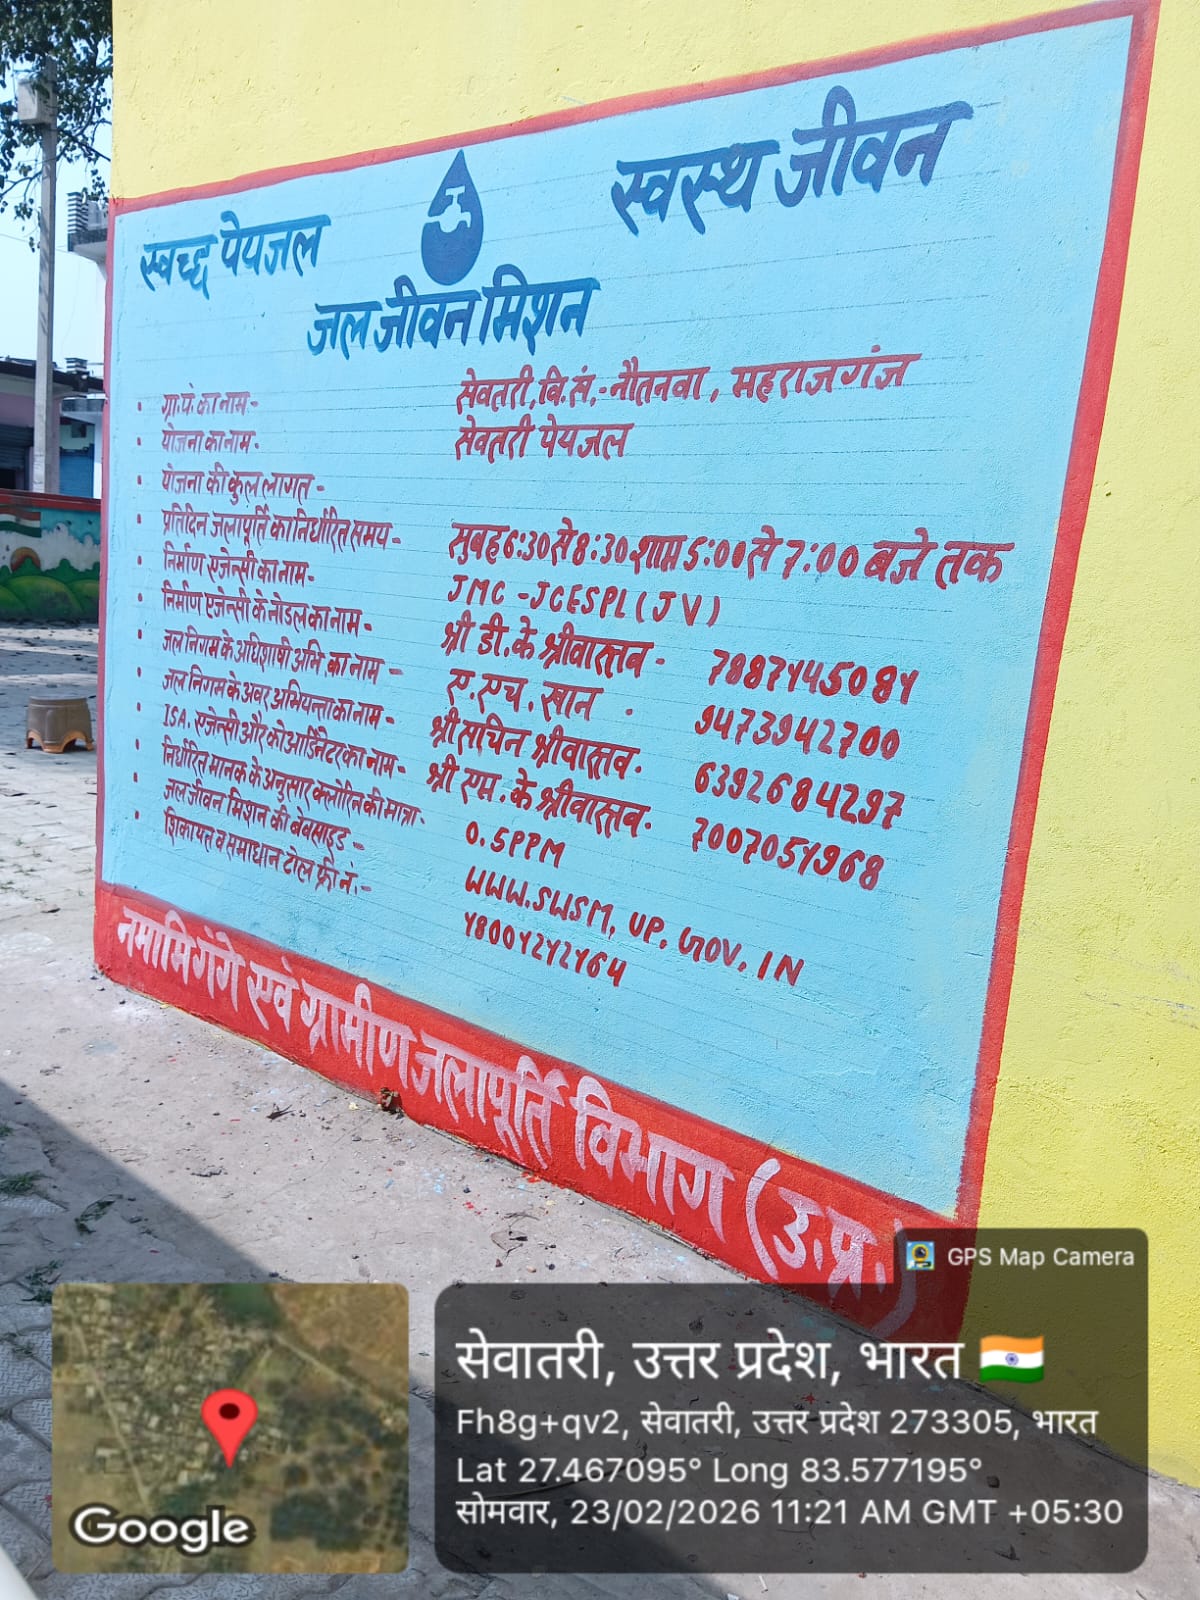 स्वच्छ पेयजल
स्वस्थ जीवन
जल जीवन मिशन
• ग्रा.पं. का नाम:- सेवतरी, वि.सं.-नौतनवा, महराजगंज
• योजना का नाम- सेवतरी पेयजल
• योजना की कुल लागत -
• प्रतिदिन जलापूर्ति का निर्धारित समय- सुबह 6:30 से 8:30 शाम 5:00 से 7:00 बजे तक
• निर्माण एजेन्सी का नाम- JMC -JCESPL(JV)
• निर्माण एजेन्सी के नोडल का नाम - श्री डी.के श्रीवास्तव - 7887145081
• जल निगम के अधिशाषी अभि. का नाम - ए.एच. खान - 9473942700
• जल निगम के अवर अभियन्ता का नाम - श्री सचिन श्रीवास्तव. 6392684297
• ISA. एजेन्सी और कोआर्डिनेटर का नाम- श्री एम.के श्रीवास्तव. 7007051968
• निर्धारित मानक के अनुसार क्लोरिन की मात्रा. 0.5PPM
• जल जीवन मिशन की बेवसाइड - WWW.SWSM.UP.GOV.IN
• शिकायत व समाधान टोल फ्री नं.- 18001212164
नमामि गंगे एवं ग्रामीण जलापूर्ति विभाग (उ.प्र.)
GPS Map Camera
सेवातरी, उत्तर प्रदेश, भारत
Fh8g+qv2, सेवातरी, उत्तर प्रदेश 273305, भारत
Lat 27.467095° Long 83.577195°
सोमवार, 23/02/2026 11:21 AM GMT +05:30
Google